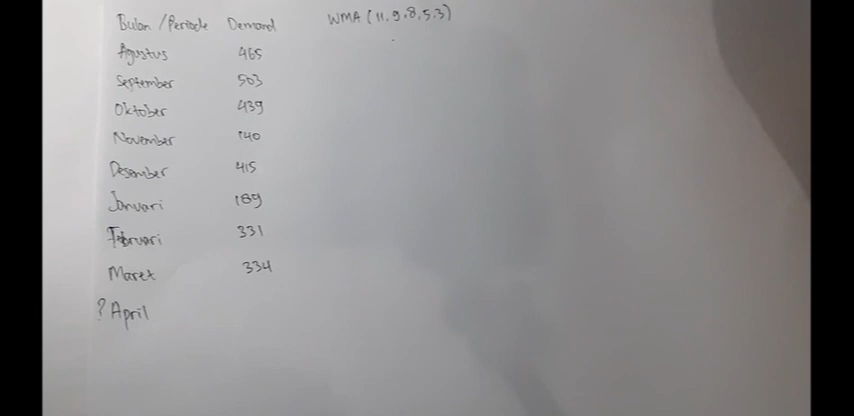 Bulan / Periode Demand WMA (11, 9, 8, 5, 3)
Agustus 465
September 503
Oktober 439
November 140
Desember 415
Januari 189
Februari 331
Maret 334
? April